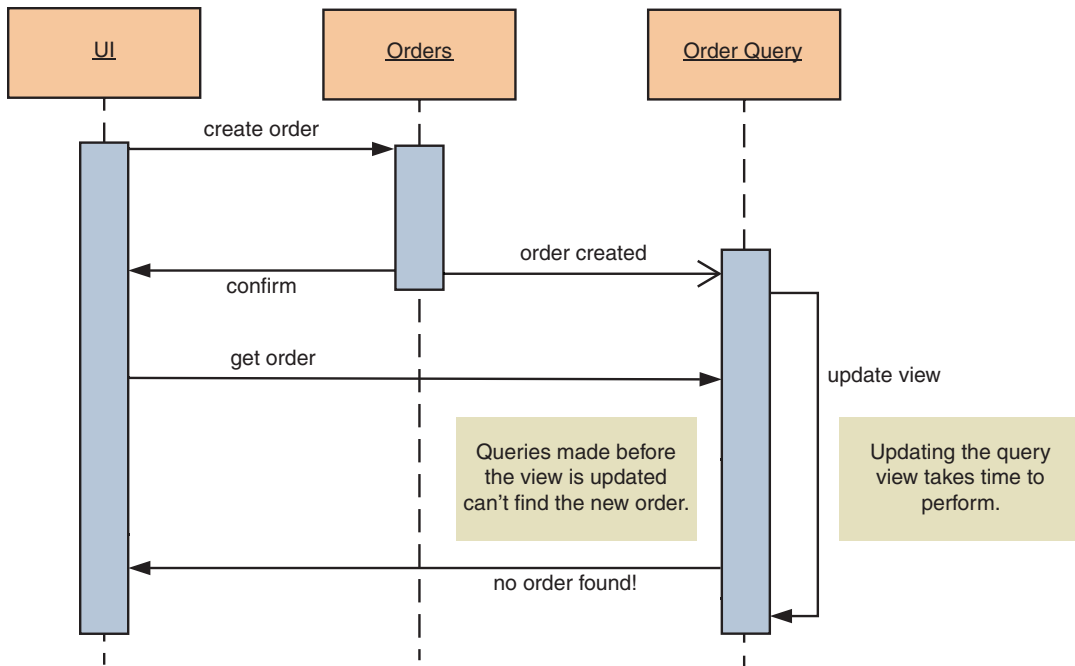 UI
Orders
Order Query
create order
order created
confirm
get order
update view
Queries made before
the view is updated
can't find the new order.
Updating the query
view takes time to
perform.
no order found!